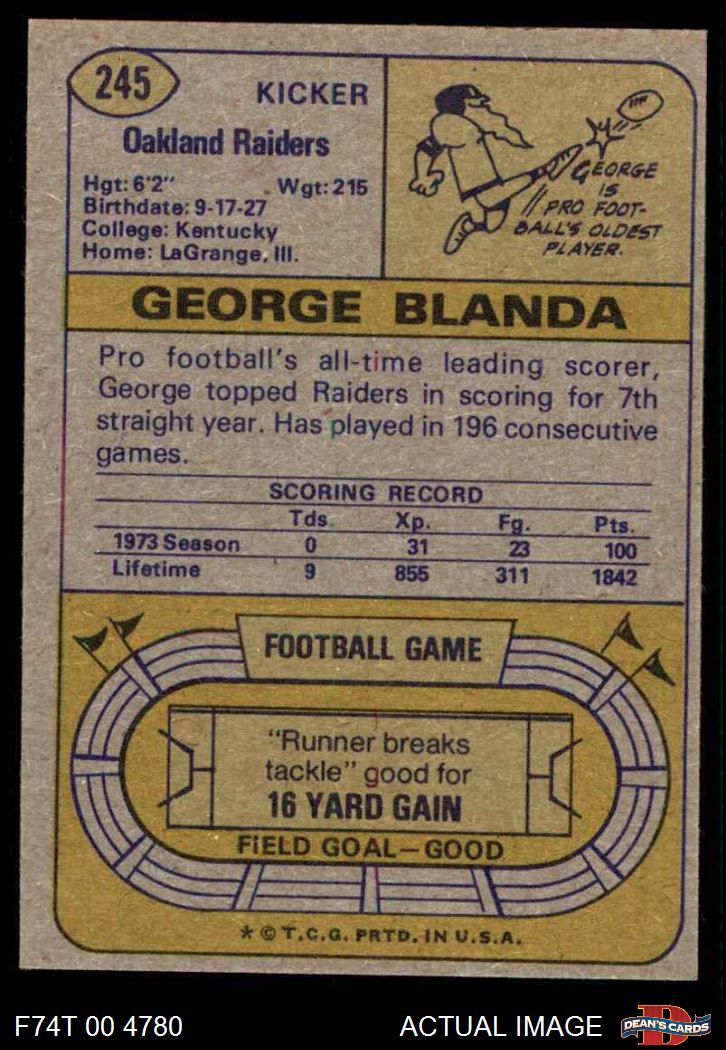 245
KICKER
Oakland Raiders
Hgt: 6'2" Wgt: 215
Birthdate: 9-17-27
College: Kentucky
Home: LaGrange, Ill.
GEORGE
IS
PRO FOOT-
BALL'S OLDEST
PLAYER.
GEORGE BLANDA
Pro football's all-time leading scorer,
George topped Raiders in scoring for 7th
straight year. Has played in 196 consecutive
games.
SCORING RECORD
Tds. Xp. Fg. Pts.
1973 Season 0 31 23 100
Lifetime 9 855 311 1842
FOOTBALL GAME
"Runner breaks
tackle" good for
16 YARD GAIN
FiELD GOAL—GOOD
* © T.C.G. PRTD. IN U.S.A.
F74T 00 4780 ACTUAL IMAGE
D
DEAN'S CARDS